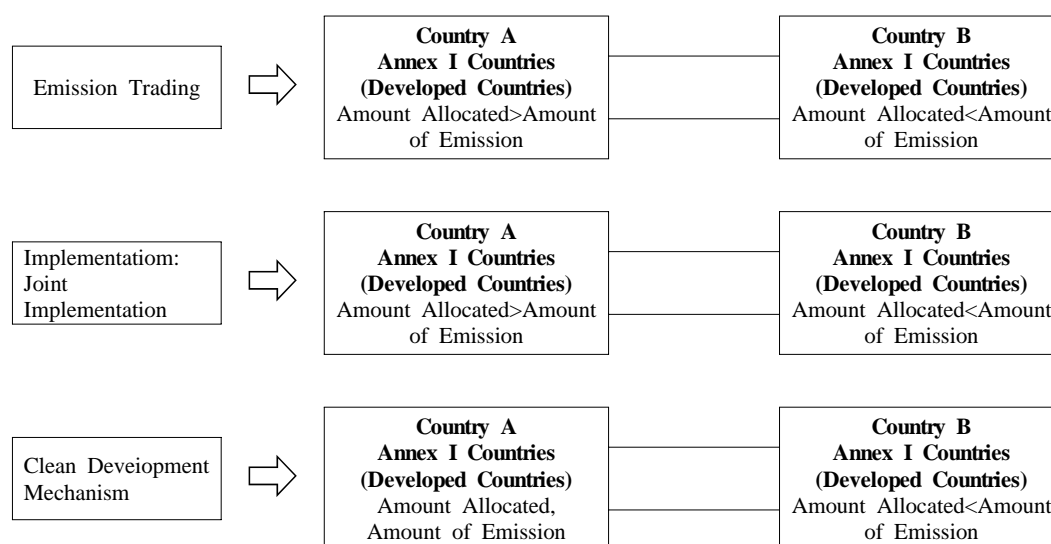 Emission Trading
Country A
Annex I Countries
(Developed Countries)
Amount Allocated>Amount
of Emission
Country B
Annex I Countries
(Developed Countries)
Amount Allocated<Amount
of Emission
Implementatiom:
Joint
Implementation
Country A
Annex I Countries
(Developed Countries)
Amount Allocated>Amount
of Emission
Country B
Annex I Countries
(Developed Countries)
Amount Allocated<Amount
of Emission
Clean Deveiopment
Mechanism
Country A
Annex I Countries
(Developed Countries)
Amount Allocated,
Amount of Emission
Country B
Annex I Countries
(Developed Countries)
Amount Allocated<Amount
of Emission